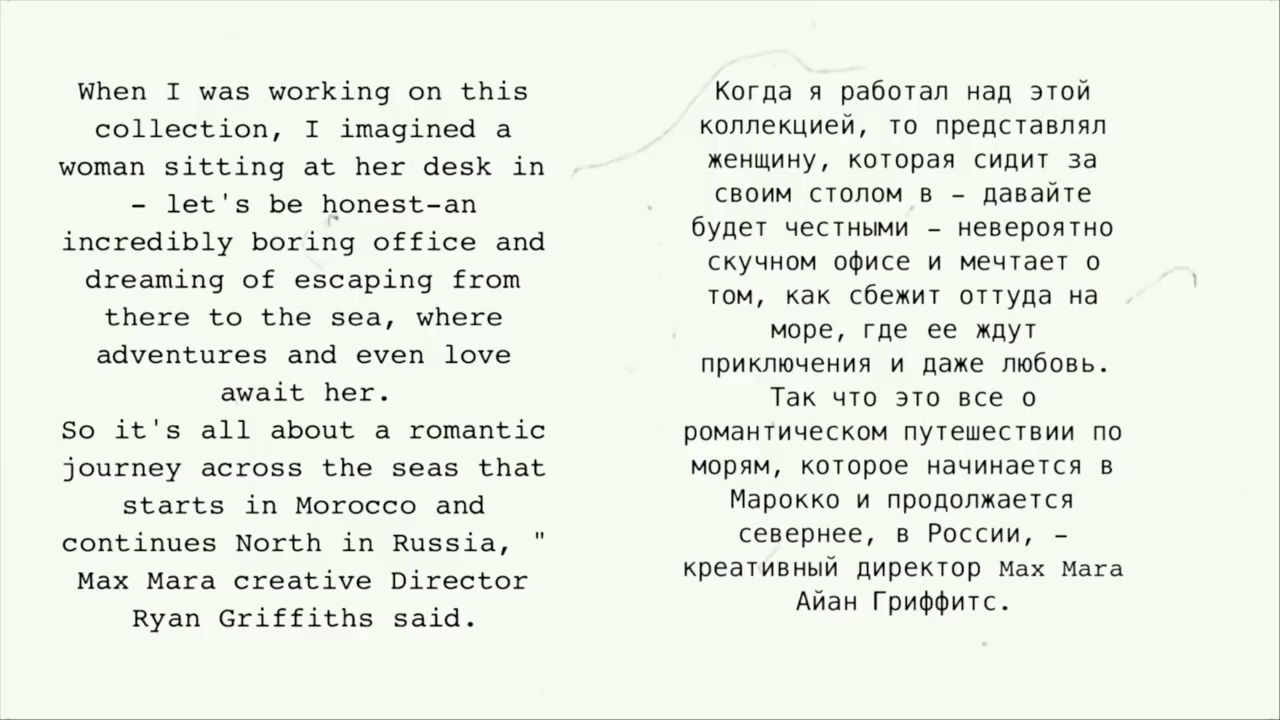 When I was working on this
collection, I imagined a
woman sitting at her desk in
- let's be honest-an
incredibly boring office and
dreaming of escaping from
there to the sea, where
adventures and even love
await her.
So it's all about a romantic
journey across the seas that
starts in Morocco and
continues North in Russia, "
Max Mara creative Director
Ryan Griffiths said.
Когда я работал над этой
коллекцией, то представлял
женщину, которая сидит за
своим столом в – давайте
будет честными – невероятно
скучном офисе и мечтает о
том, как сбежит оттуда на
море, где ее ждут
приключения и даже любовь.
Так что это все о
романтическом путешествии по
морям, которое начинается в
Марокко и продолжается
севернее, в России, –
креативный директор Max Mara
Айан Гриффитс.